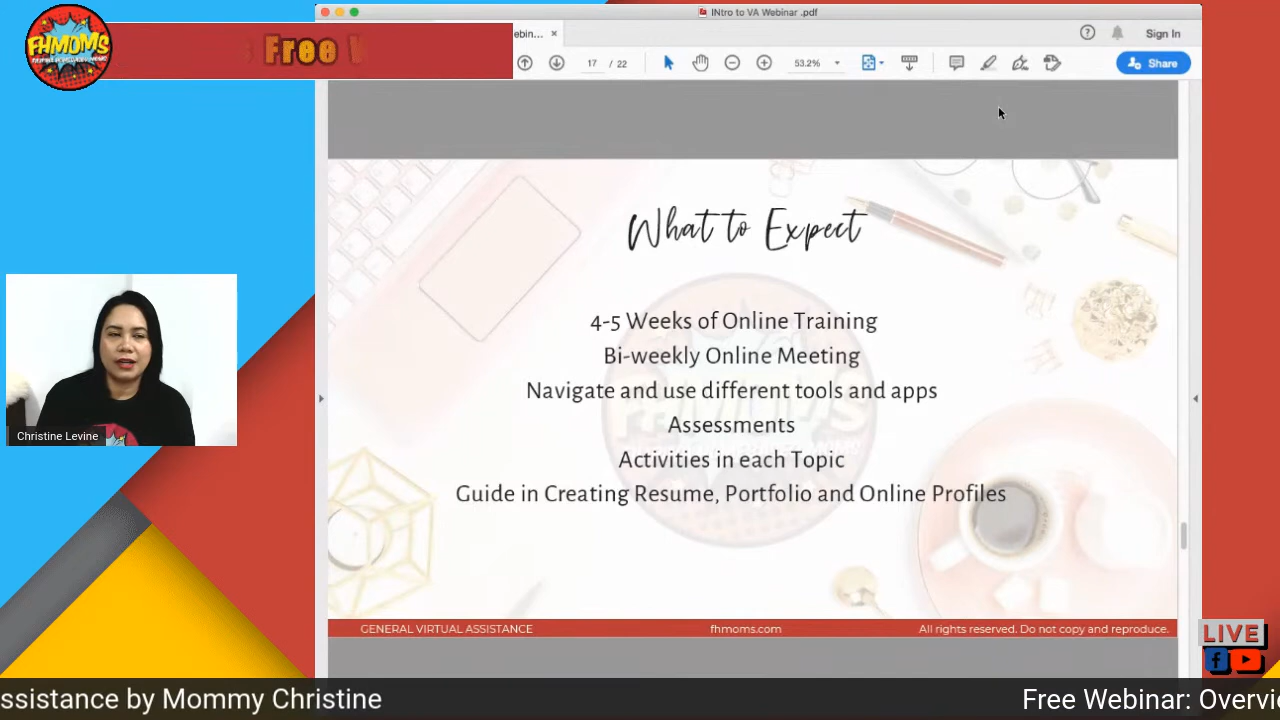 FHMOMS
Free W
INtro to VA Webinar .pdf
ebin...
Sign In
17 / 22
53.2%
Share
What to Expect
4-5 Weeks of Online Training
Bi-weekly Online Meeting
Navigate and use different tools and apps
Assessments
Activities in each Topic
Guide in Creating Resume, Portfolio and Online Profiles
Christine Levine
GENERAL VIRTUAL ASSISTANCE
fhmoms.com
All rights reserved. Do not copy and reproduce.
LIVE
ssistance by Mommy Christine
Free Webinar: Overvi